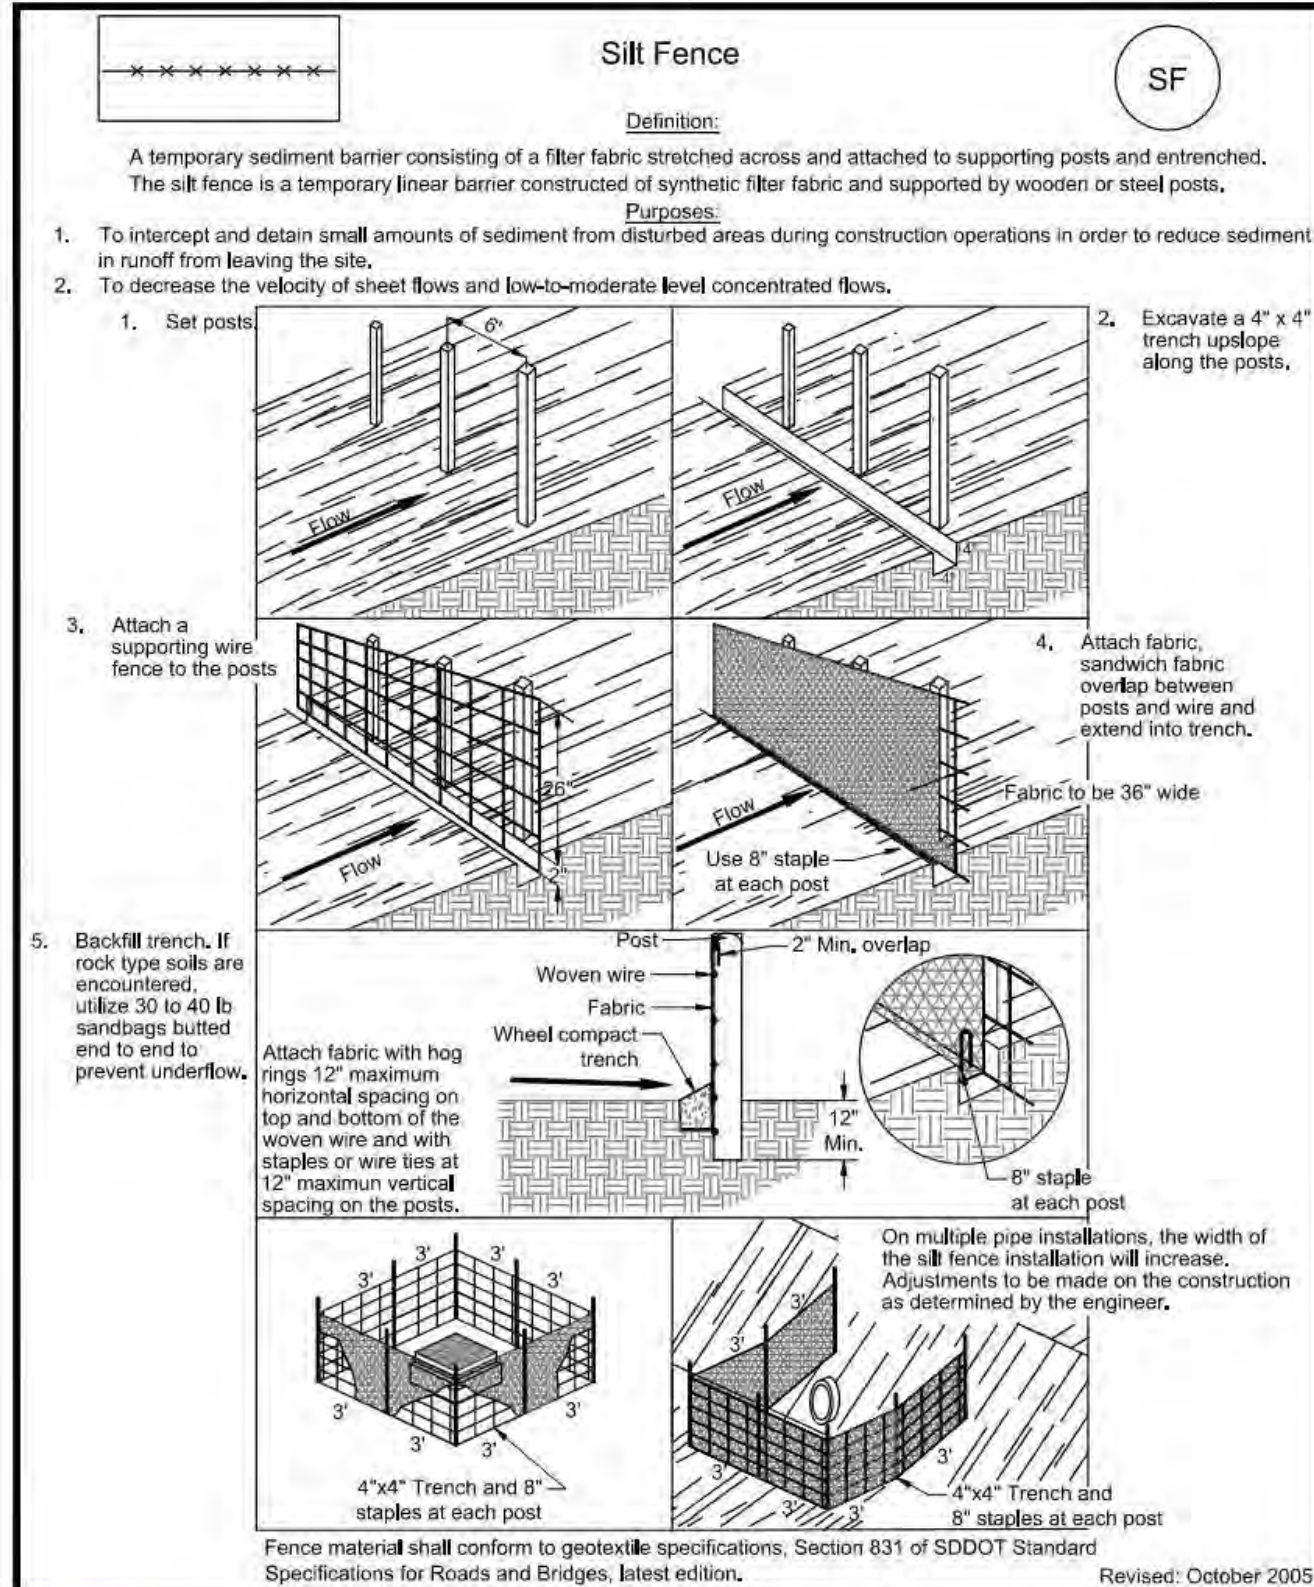 Silt Fence
SF
Definition:
A temporary sediment barrier consisting of a filter fabric stretched across and attached to supporting posts and entrenched.
The silt fence is a temporary linear barrier constructed of synthetic filter fabric and supported by wooden or steel posts.
Purposes:
1. To intercept and detain small amounts of sediment from disturbed areas during construction operations in order to reduce sediment
in runoff from leaving the site.
2. To decrease the velocity of sheet flows and low-to-moderate level concentrated flows.
1. Set posts.
6'
Flow
2. Excavate a 4" x 4"
trench upslope
along the posts.
Flow
4"
4"
3. Attach a
supporting wire
fence to the posts
26"
2"
Flow
4. Attach fabric,
sandwich fabric
overlap between
posts and wire and
extend into trench.
Fabric to be 36" wide
Flow
Use 8" staple
at each post
5. Backfill trench. If
rock type soils are
encountered,
utilize 30 to 40 lb
sandbags butted
end to end to
prevent underflow.
Attach fabric with hog
rings 12" maximum
horizontal spacing on
top and bottom of the
woven wire and with
staples or wire ties at
12" maximun vertical
spacing on the posts.
Post
2" Min. overlap
Woven wire
Fabric
Wheel compact
trench
12"
Min.
8" staple
at each post
3'
3'
3'
3'
3'
3'
3'
3'
4"x4" Trench and 8"
staples at each post
On multiple pipe installations, the width of
the silt fence installation will increase.
Adjustments to be made on the construction
as determined by the engineer.
3'
3'
3'
3'
3'
3'
4"x4" Trench and
8" staples at each post
Fence material shall conform to geotextile specifications, Section 831 of SDDOT Standard
Specifications for Roads and Bridges, latest edition.
Revised: October 2005